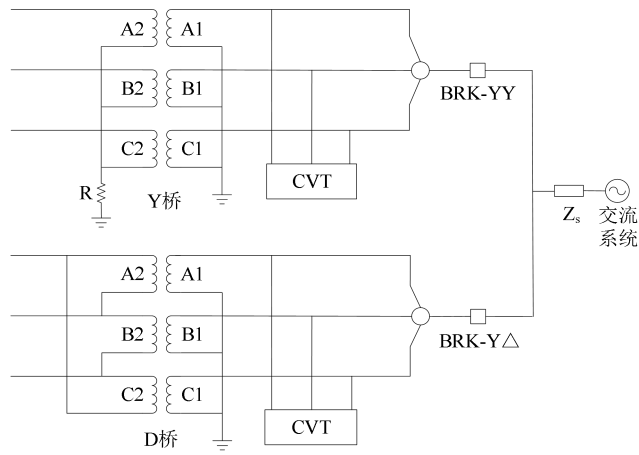 A2 A1
B2 B1
BRK-YY
C2 C1
CVT
R
Y桥
Zs
交流
系统
A2 A1
B2 B1
BRK-Y△
C2 C1
CVT
D桥